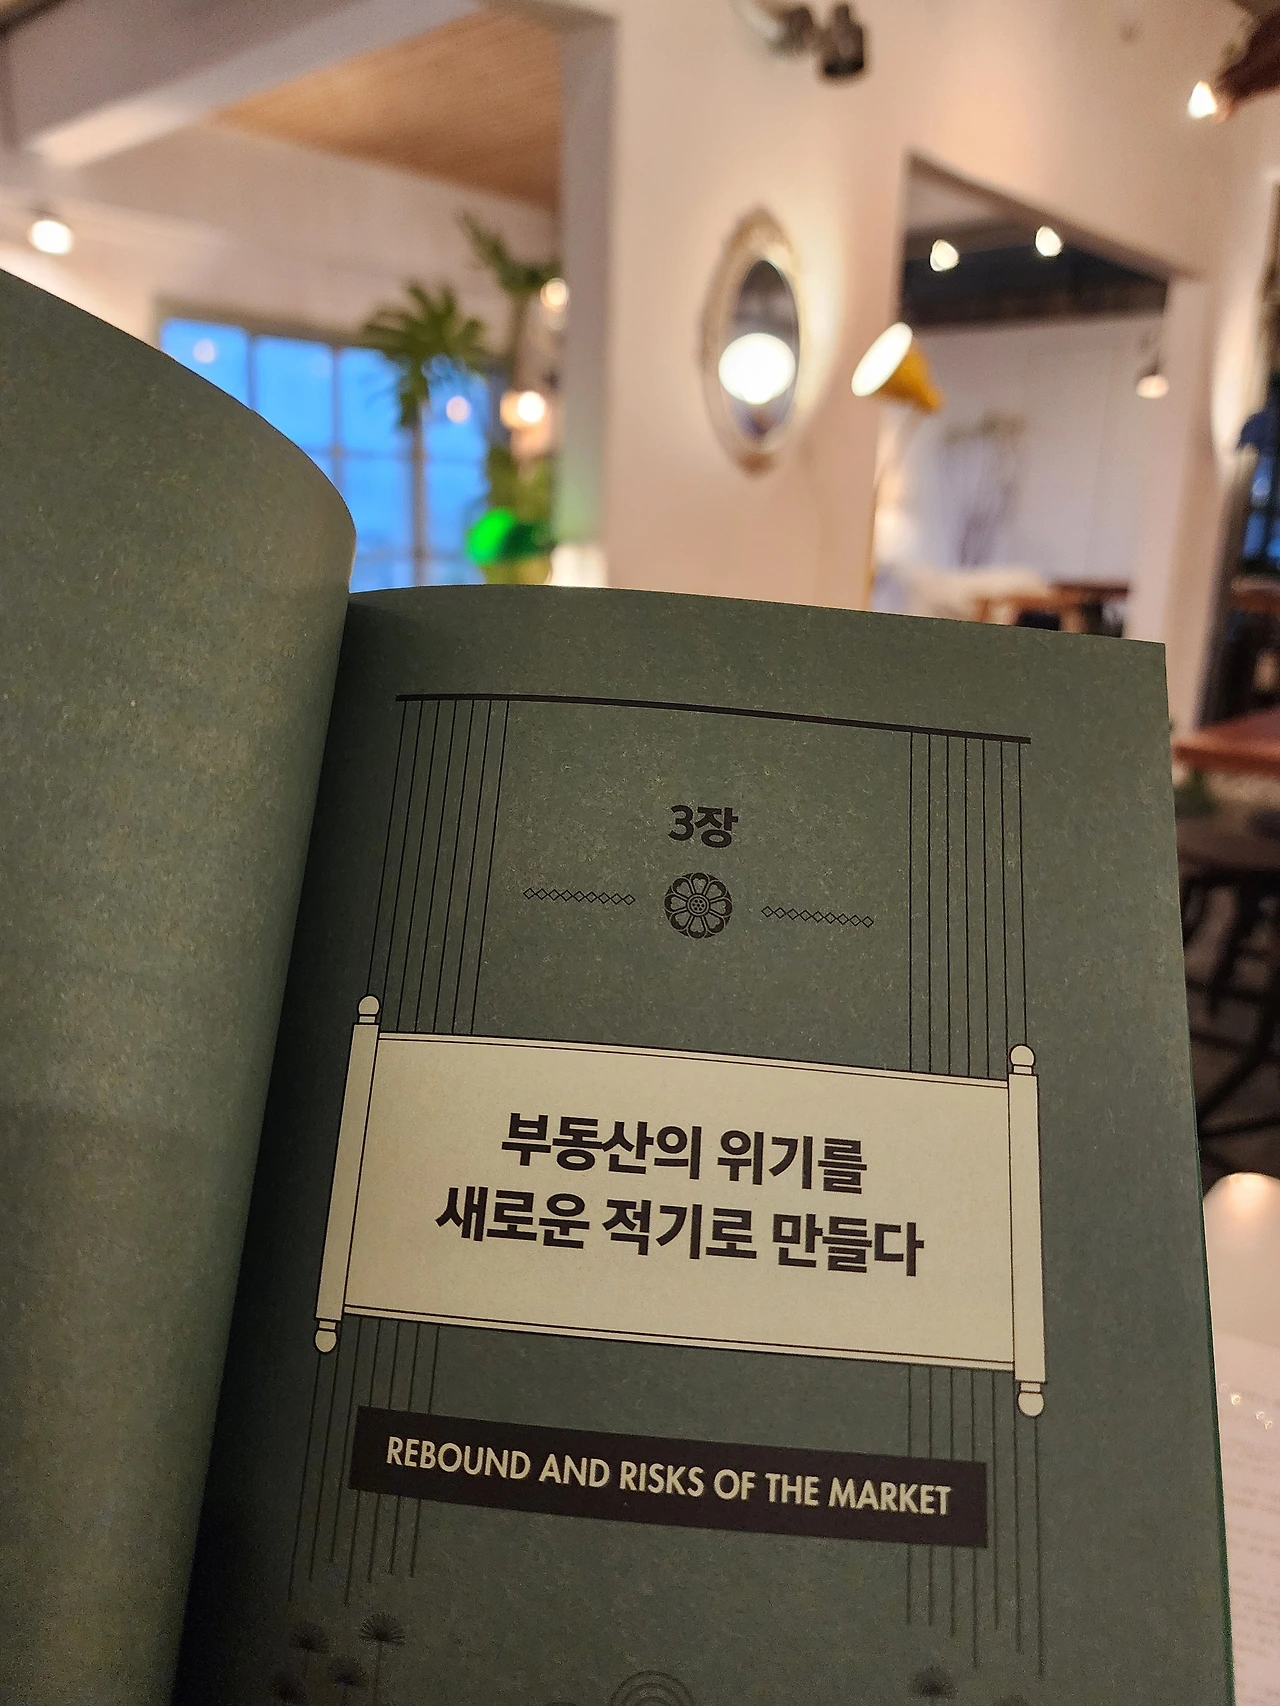 3장
부동산의 위기를
새로운 적기로 만들다
REBOUND AND RISKS OF THE MARKET